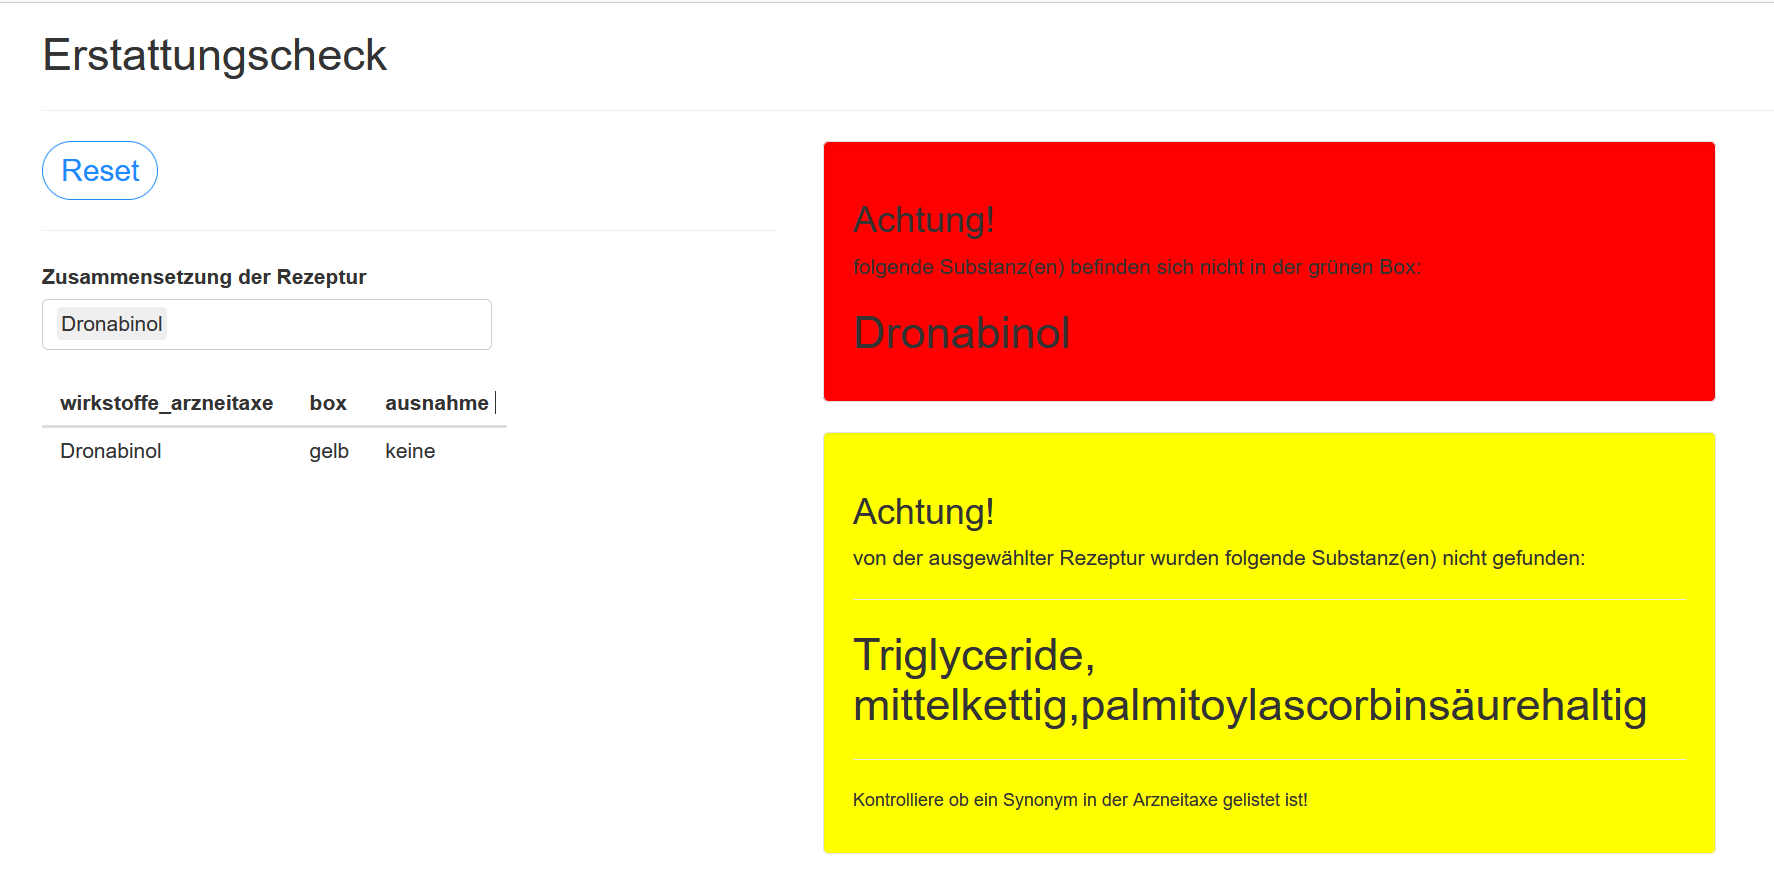 Erstattungscheck
Reset
Zusammensetzung der Rezeptur
Dronabinol
wirkstoffe_arzneitaxe box ausnahme
Dronabinol gelb keine
Achtung!
folgende Substanz(en) befinden sich nicht in der grünen Box:
Dronabinol
Achtung!
von der ausgewählter Rezeptur wurden folgende Substanz(en) nicht gefunden:
Triglyceride,
mittelkettig,palmitoylascorbinsäurehaltig
Kontrolliere ob ein Synonym in der Arzneitaxe gelistet ist!